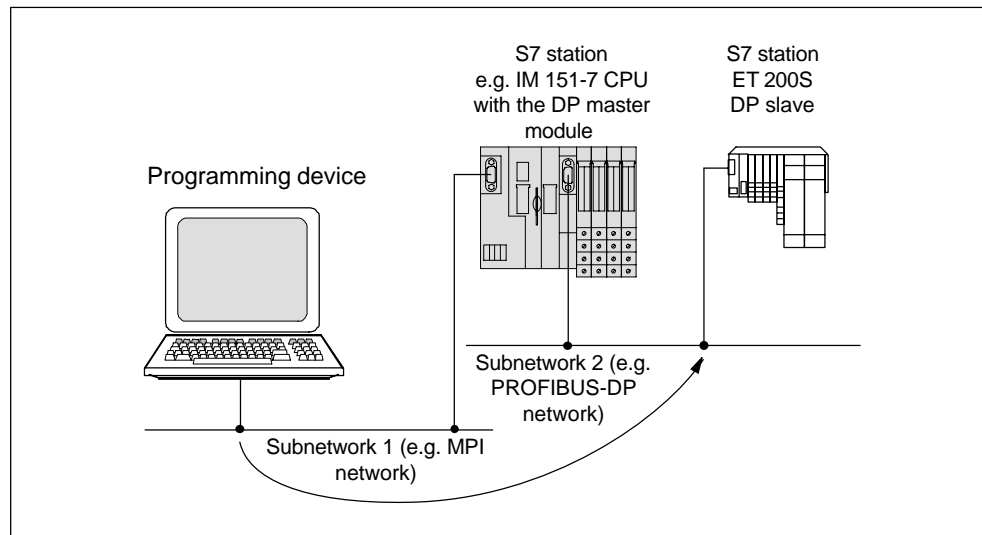 S7 station
e.g. IM 151-7 CPU
with the DP master
module
S7 station
ET 200S
DP slave
Programming device
Subnetwork 2 (e.g.
PROFIBUS-DP
network)
Subnetwork 1 (e.g. MPI
network)